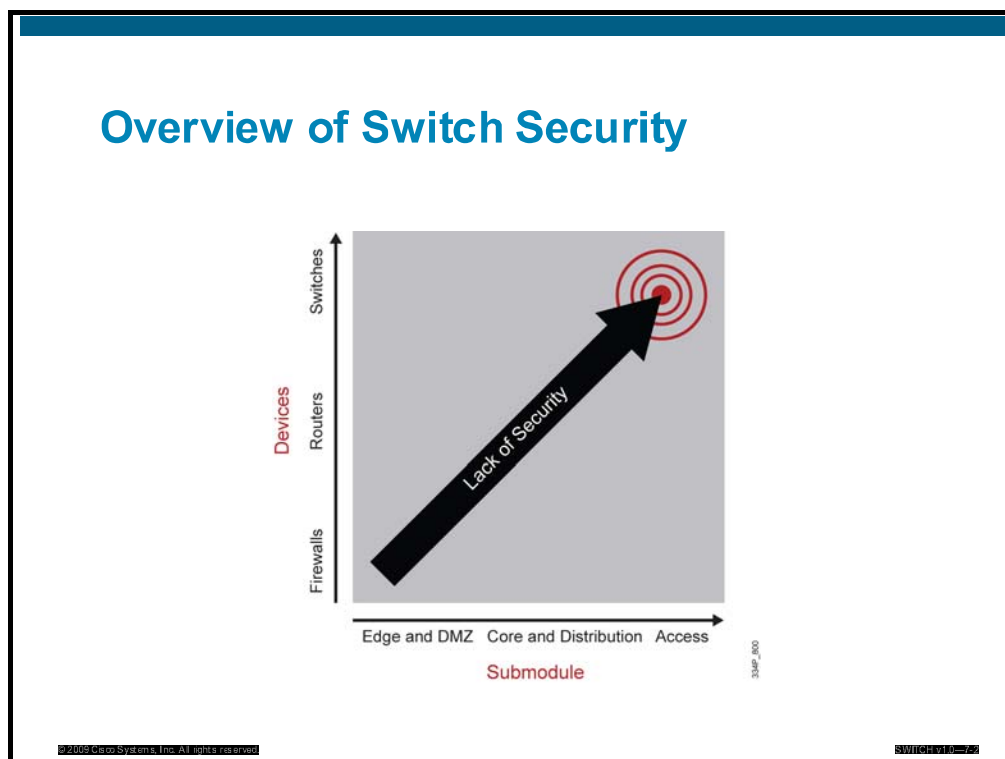 Overview of Switch Security
Switches
Routers
Firewalls
Devices
Lack of Security
Edge and DMZ Core and Distribution Access
Submodule
334P_800
© 2009 Cisco Systems, Inc. All rights reserved.
SWITCH v1.0—7-2